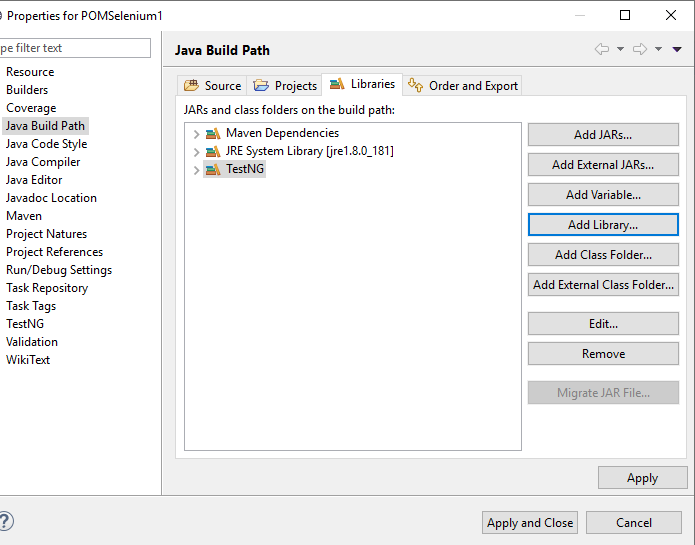 Properties for POMSelenium1
pe filter text
Resource
Builders
Coverage
Java Build Path
Java Code Style
Java Compiler
Java Editor
Javadoc Location
Maven
Project Natures
Project References
Run/Debug Settings
Task Repository
Task Tags
TestNG
Validation
WikiText
Java Build Path
Source
Projects
Libraries
Order and Export
JARs and class folders on the build path:
Maven Dependencies
JRE System Library [jre1.8.0_181]
TestNG
Add JARs...
Add External JARs...
Add Variable...
Add Library...
Add Class Folder...
Add External Class Folder...
Edit...
Remove
Migrate JAR File...
Apply
?
Apply and Close
Cancel